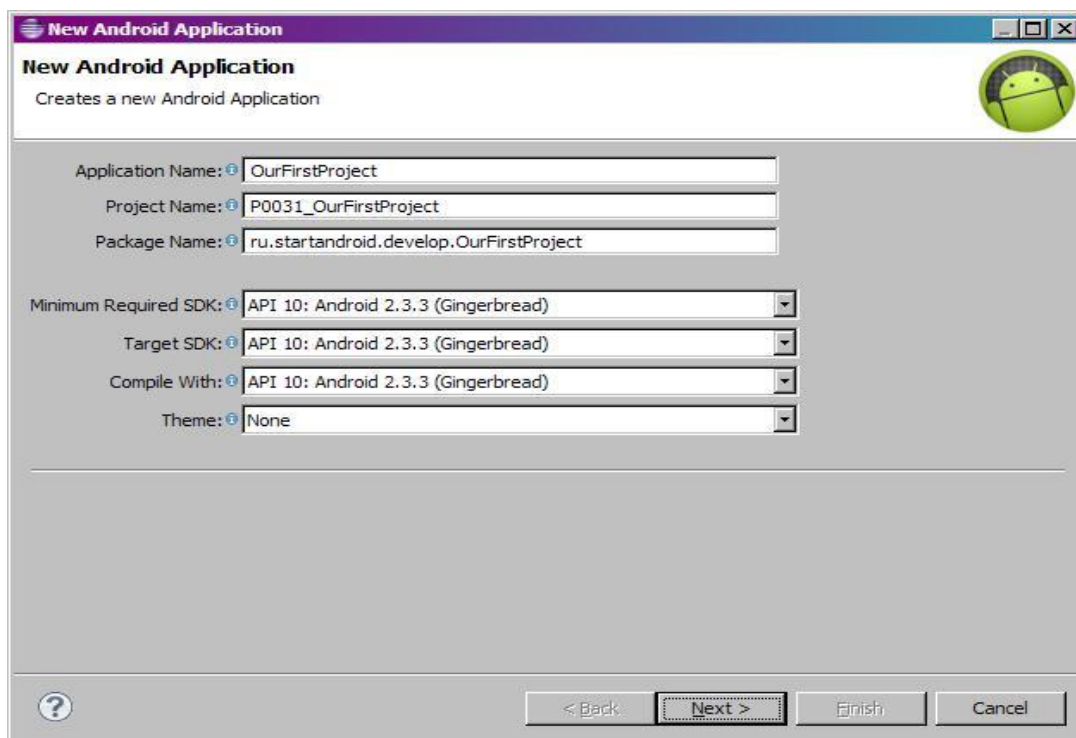 New Android Application
New Android Application
Creates a new Android Application
Application Name: OurFirstProject
Project Name: P0031_OurFirstProject
Package Name: ru.startandroid.develop.OurFirstProject
Minimum Required SDK: API 10: Android 2.3.3 (Gingerbread)
Target SDK: API 10: Android 2.3.3 (Gingerbread)
Compile With: API 10: Android 2.3.3 (Gingerbread)
Theme: None
? < Back Next > Finish Cancel